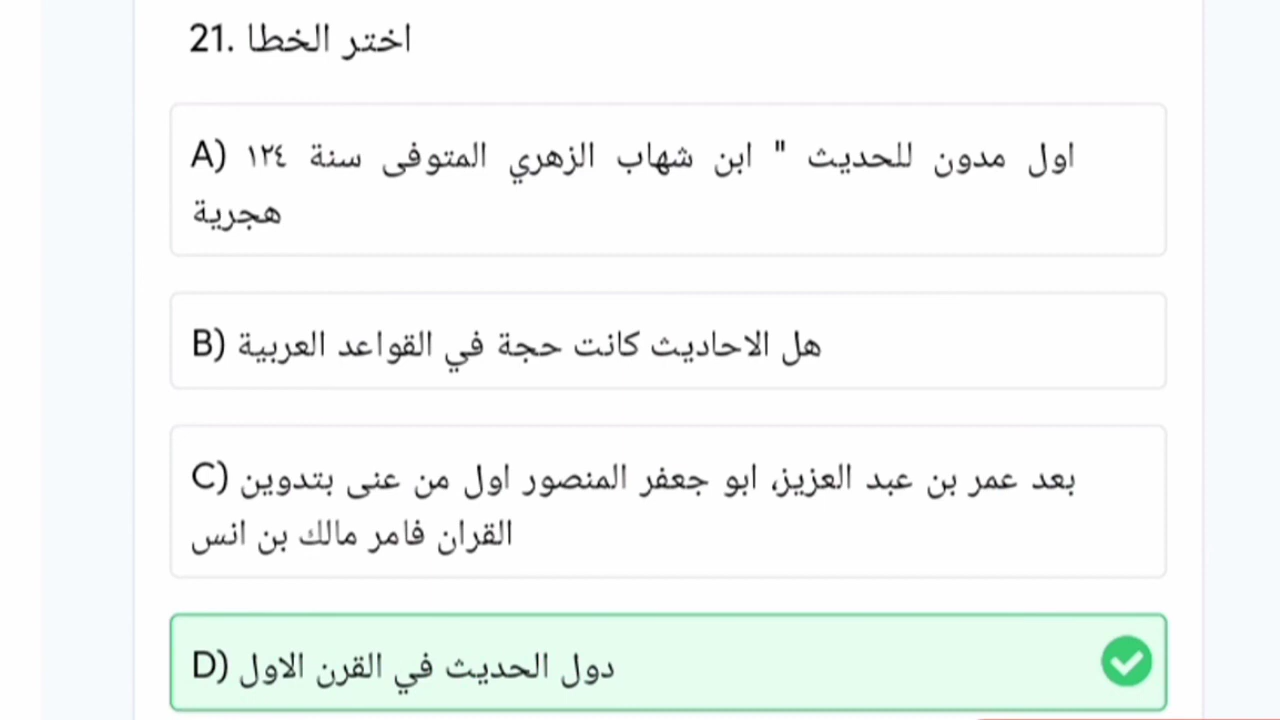 21. اختر الخطا
A) اول مدون للحديث " ابن شهاب الزهري المتوفى سنة ١٢٤
هجرية
B) هل الاحاديث كانت حجة في القواعد العربية
C) بعد عمر بن عبد العزيز، ابو جعفر المنصور اول من عنى بتدوين
القران فامر مالك بن انس
D) دول الحديث في القرن الاول